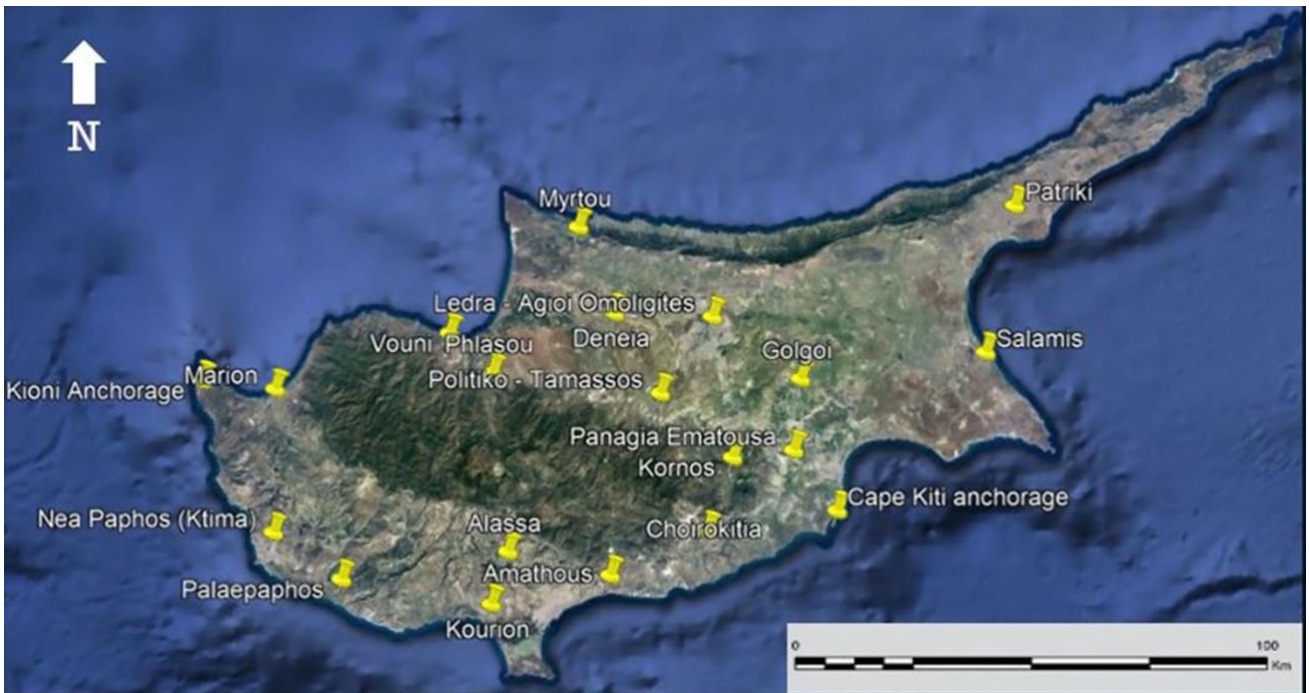 N
Myrtou
Patriki
Ledra - Agioi Omoligites
Deneia
Vouni
Phlasou
Salamis
Golgoi
Kioni Anchorage
Marion
Politiko - Tamassos
Panagia Ematousa
Kornos
Cape Kiti anchorage
Nea Paphos (Ktima)
Alassa
Choirokitia
Palaepaphos
Amathous
Kourion
0
100
Km